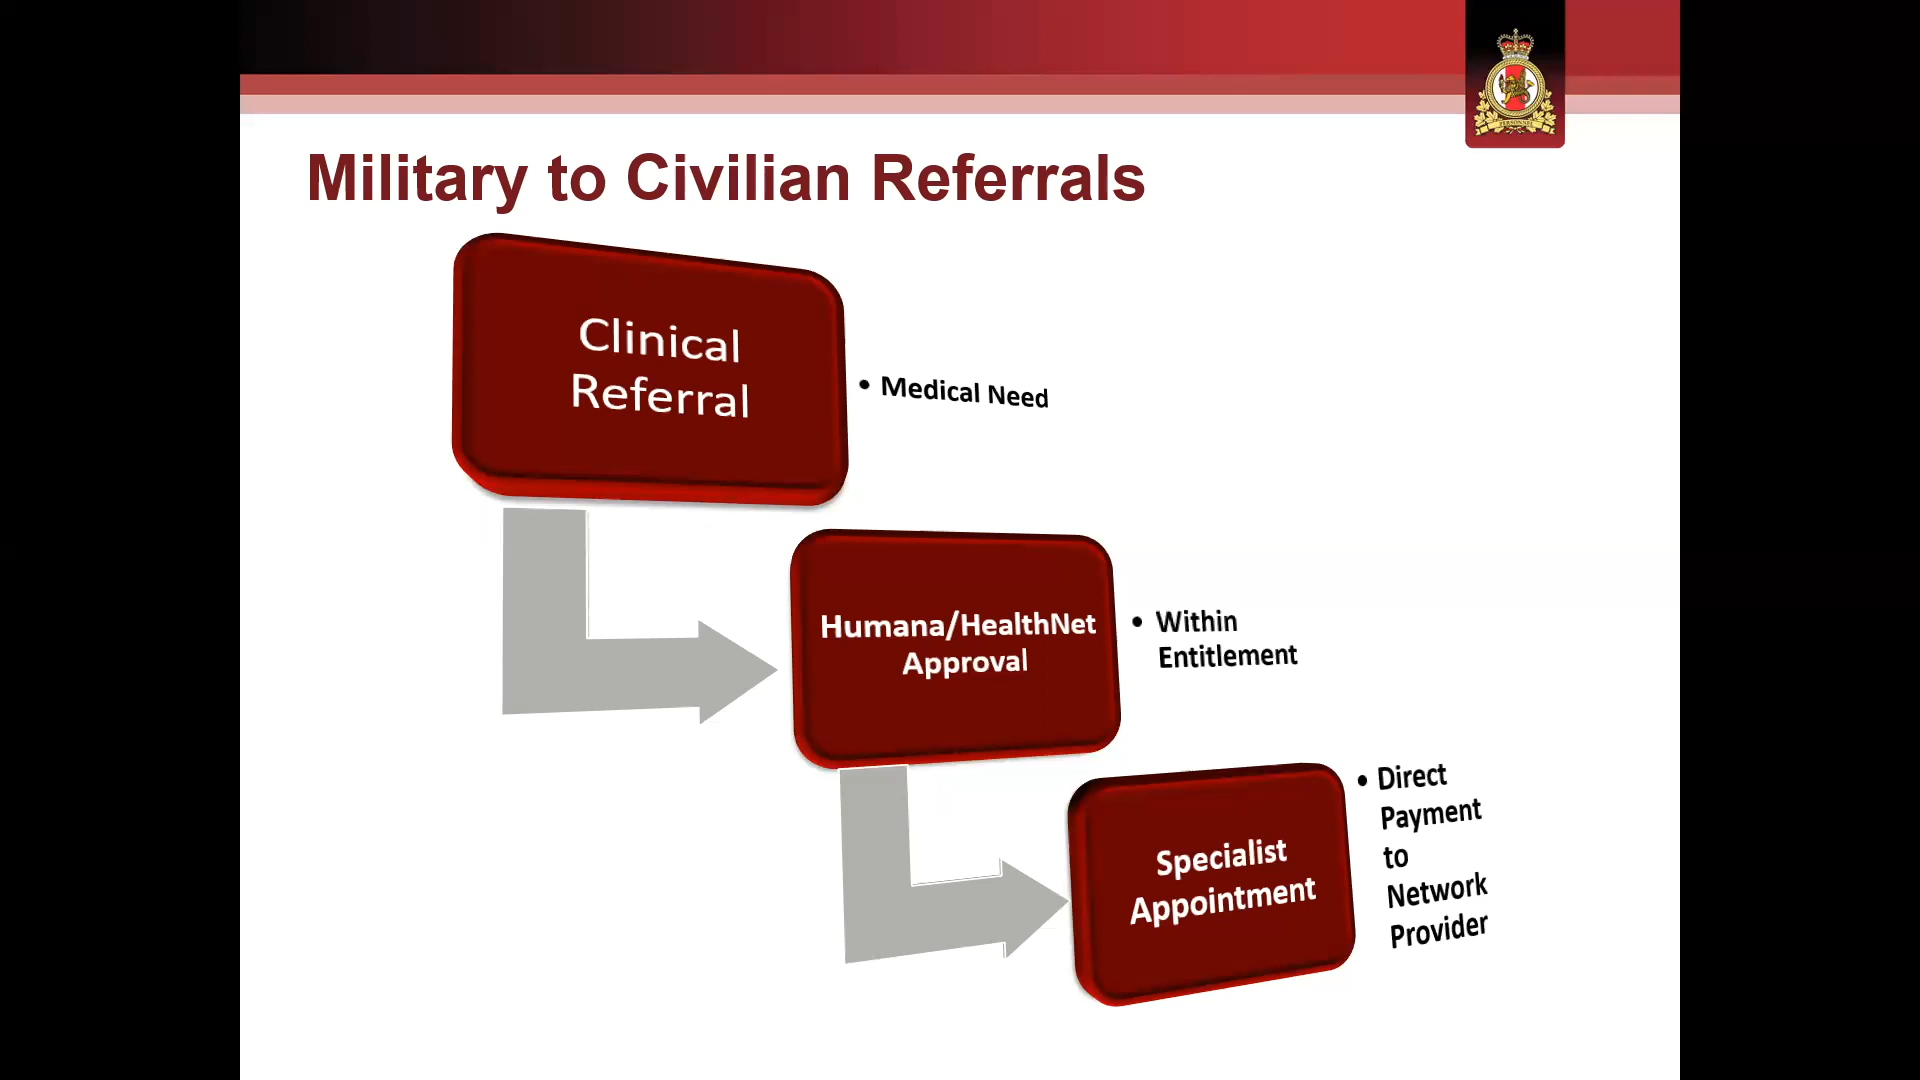 Military to Civilian Referrals
Clinical
Referral
• Medical Need
Humana/HealthNet
Approval
• Within
Entitlement
Specialist
Appointment
• Direct
Payment
to
Network
Provider
PERSONNEL